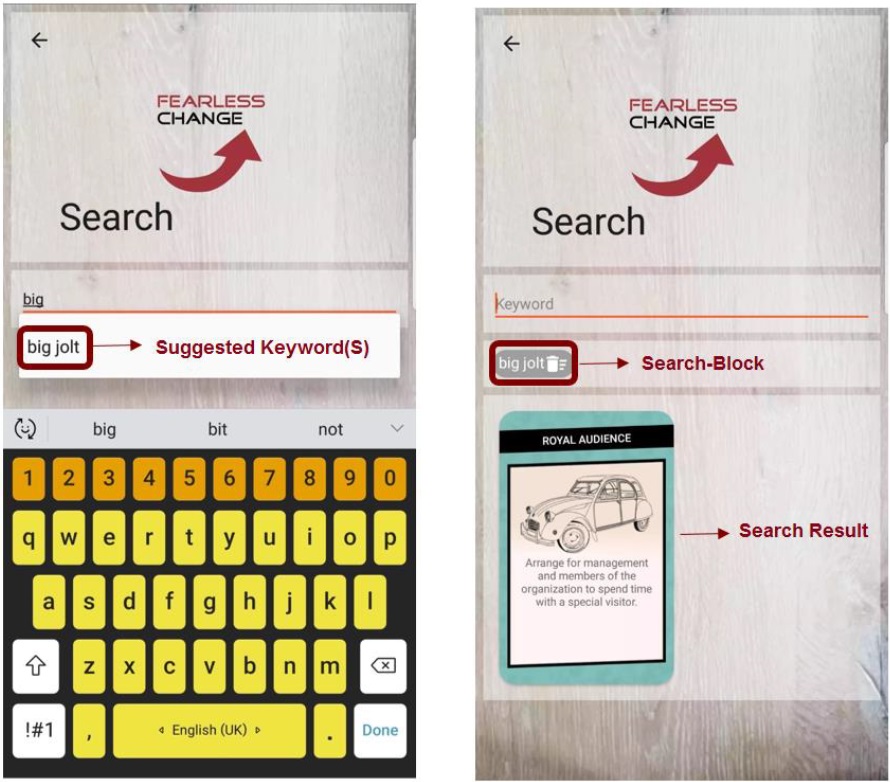 FEARLESS
CHANGE
Search
big
big jolt
Suggested Keyword(S)
big bit not
1 2 3 4 5 6 7 8 9 0
q w e r t y u i o p
a s d f g h j k l
z x c v b n m
!#1 , English (UK) . Done
FEARLESS
CHANGE
Search
Keyword
big jolt
Search-Block
ROYAL AUDIENCE
Arrange for management
and members of the
organization to spend time
with a special visitor.
Search Result